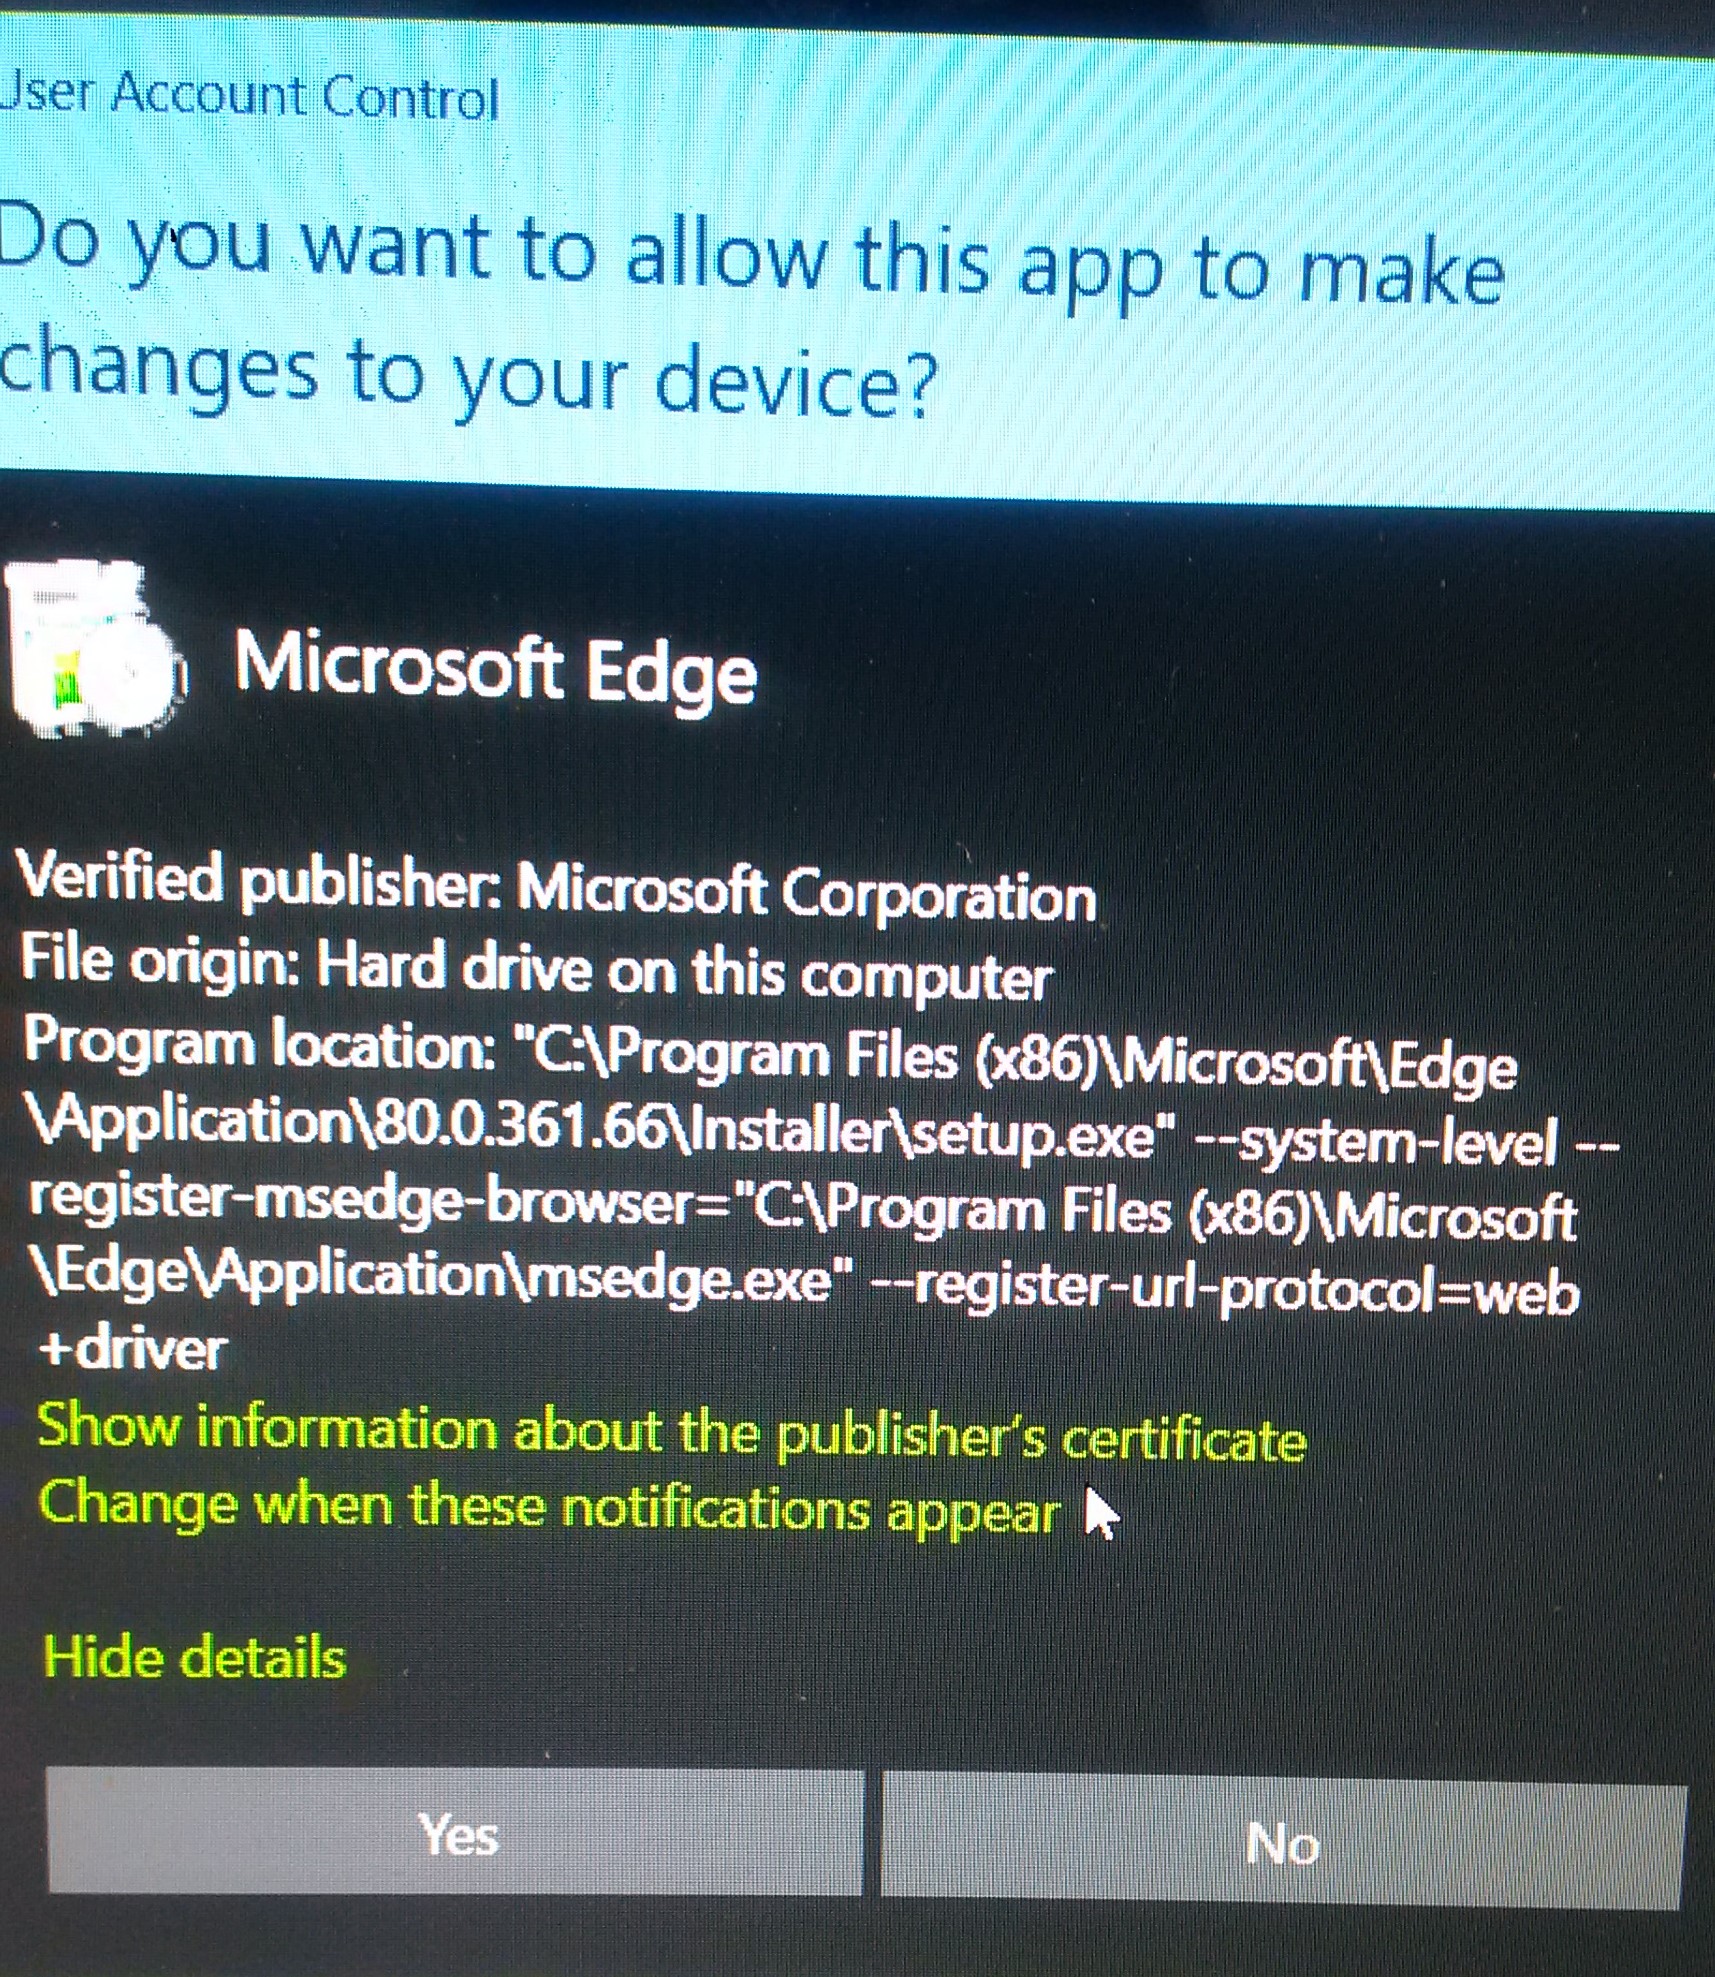 User Account Control
Do you want to allow this app to make
changes to your device?
Microsoft Edge
Verified publisher: Microsoft Corporation
File origin: Hard drive on this computer
Program location: "C:\Program Files (x86)\Microsoft\Edge
\Application\80.0.361.66\Installer\setup.exe" --system-level --
register-msedge-browser="C:\Program Files (x86)\Microsoft
\Edge\Application\msedge.exe" --register-url-protocol=web
+driver
Show information about the publisher's certificate
Change when these notifications appear
Hide details
Yes
No